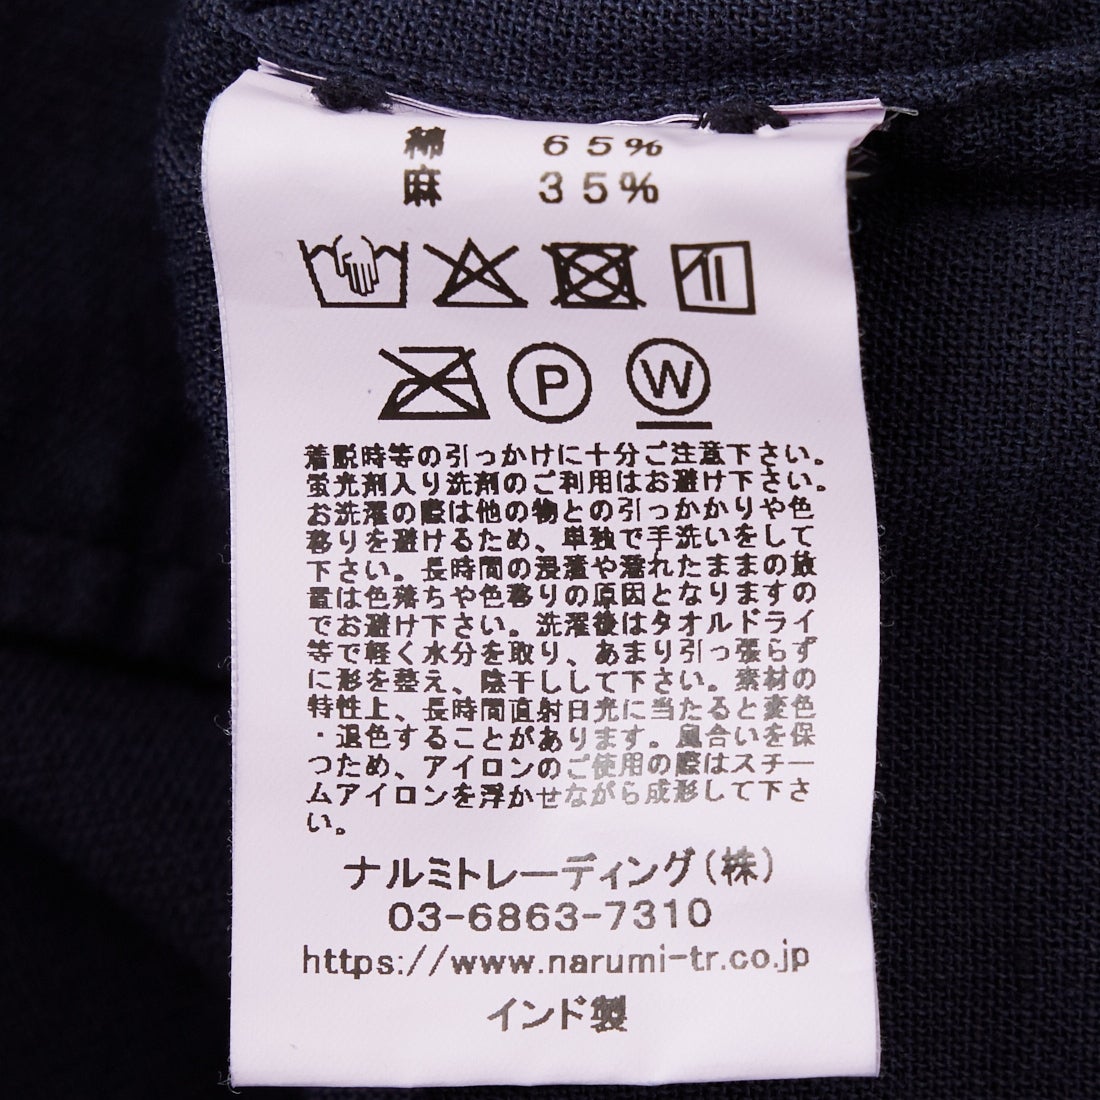 綿 65%
麻 35%
P W
着脱時等の引っかけに十分ご注意下さい。
蛍光剤入り洗剤のご利用はお避け下さい。
お洗濯の際は他の物との引っかかりや色
移りを避けるため、単独で手洗いをして
下さい。長時間の浸漬や濡れたままの放
置は色落ちや色移りの原因となりますの
でお避け下さい。洗濯後はタオルドライ
等で軽く水分を取り、あまり引っ張らず
に形を整え、陰干しして下さい。素材の
特性上、長時間直射日光に当たると変色
・退色することがあります。風合いを保
つため、アイロンのご使用の際はスチー
ムアイロンを浮かせながら成形して下さ
い。
ナルミトレーディング(株)
03-6863-7310
https://www.narumi-tr.co.jp
インド製